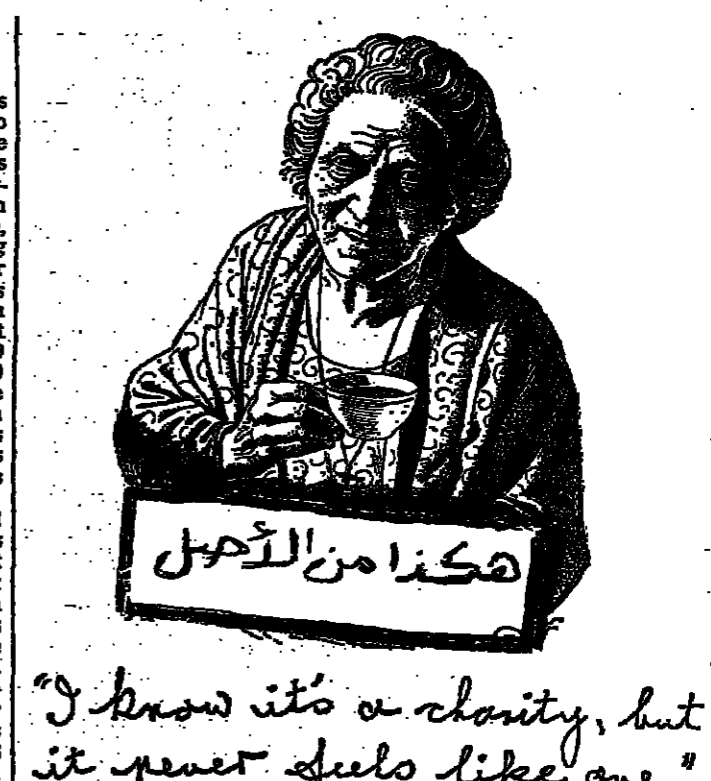 هكذا من الأصل
"I know it's a charity, but
it never feels like one."